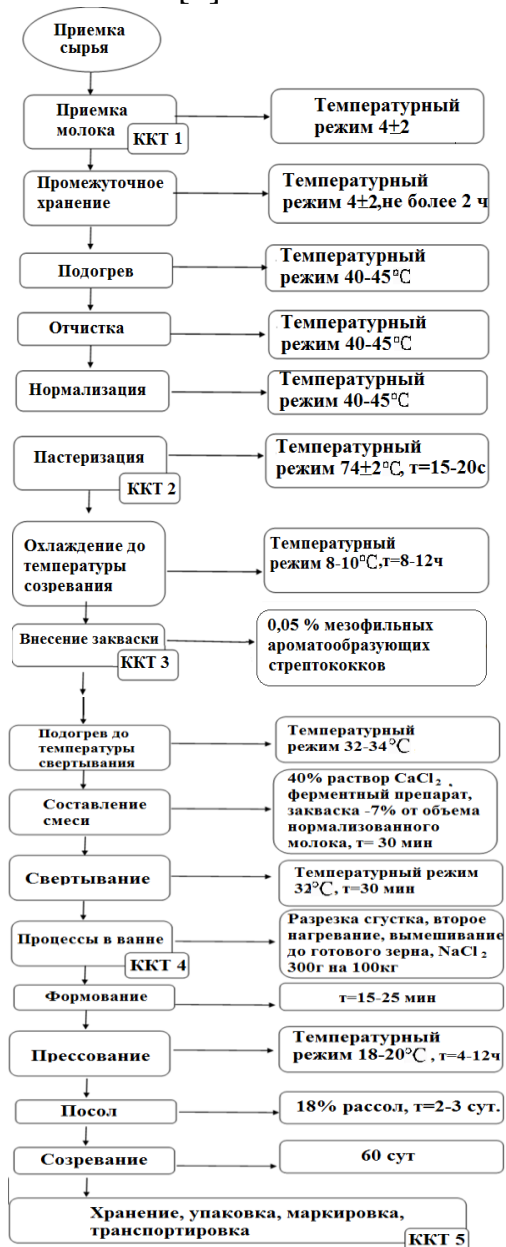 Приемка
сырья
Приемка
молока
ККТ 1
Температурный
режим 4±2
Промежуточное
хранение
Температурный
режим 4±2,не более 2 ч
Подогрев
Температурный
режим 40-45°С
Отчистка
Температурный
режим 40-45°С
Нормализация
Температурный
режим 40-45°С
Пастеризация
ККТ 2
Температурный
режим 74±2°С, т=15-20с
Охлаждение до
температуры
созревания
Температурный
режим 8-10°С,т=8-12ч
Внесение закваски
ККТ 3
0,05 % мезофильных
ароматообразующих
стрептококков
Подогрев до
температуры
свертывания
Температурный
режим 32-34°С
Составление
смеси
40% раствор CaCl₂ ,
ферментный препарат,
закваска -7% от объема
нормализованного
молока, т= 30 мин
Свертывание
Температурный режим
32°С, т=30 мин
Процессы в ванне
ККТ 4
Разрезка сгустка, второе
нагревание, вымешивание
до готового зерна, NaCl₂
300г на 100кг
Формование
т=15-25 мин
Прессование
Температурный
режим 18-20°С , т=4-12ч
Посол
18% рассол, т=2-3 сут.
Созревание
60 сут
Хранение, упаковка, маркировка,
транспортировка
ККТ 5